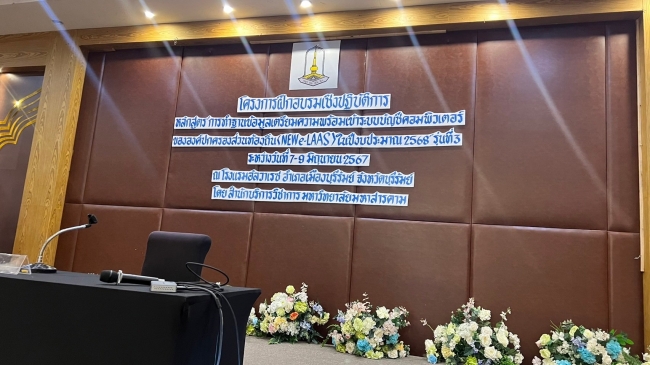 โครงการฝึกอบรมเชิงปฏิบัติการ
หลักสูตร การทำฐานข้อมูลเตรียมความพร้อมเข้าระบบบัญชีคอมพิวเตอร์
ขององค์กรปกครองส่วนท้องถิ่น (NEW e-LAAS) ในปีงบประมาณ 2568 รุ่นที่ 3
ระหว่างวันที่ 7-9 มิถุนายน 2567
ณ โรงแรมอัลวาเรซ อำเภอเมืองบุรีรัมย์ จังหวัดบุรีรัมย์
โดย สำนักบริการวิชาการ มหาวิทยาลัยมหาสารคาม